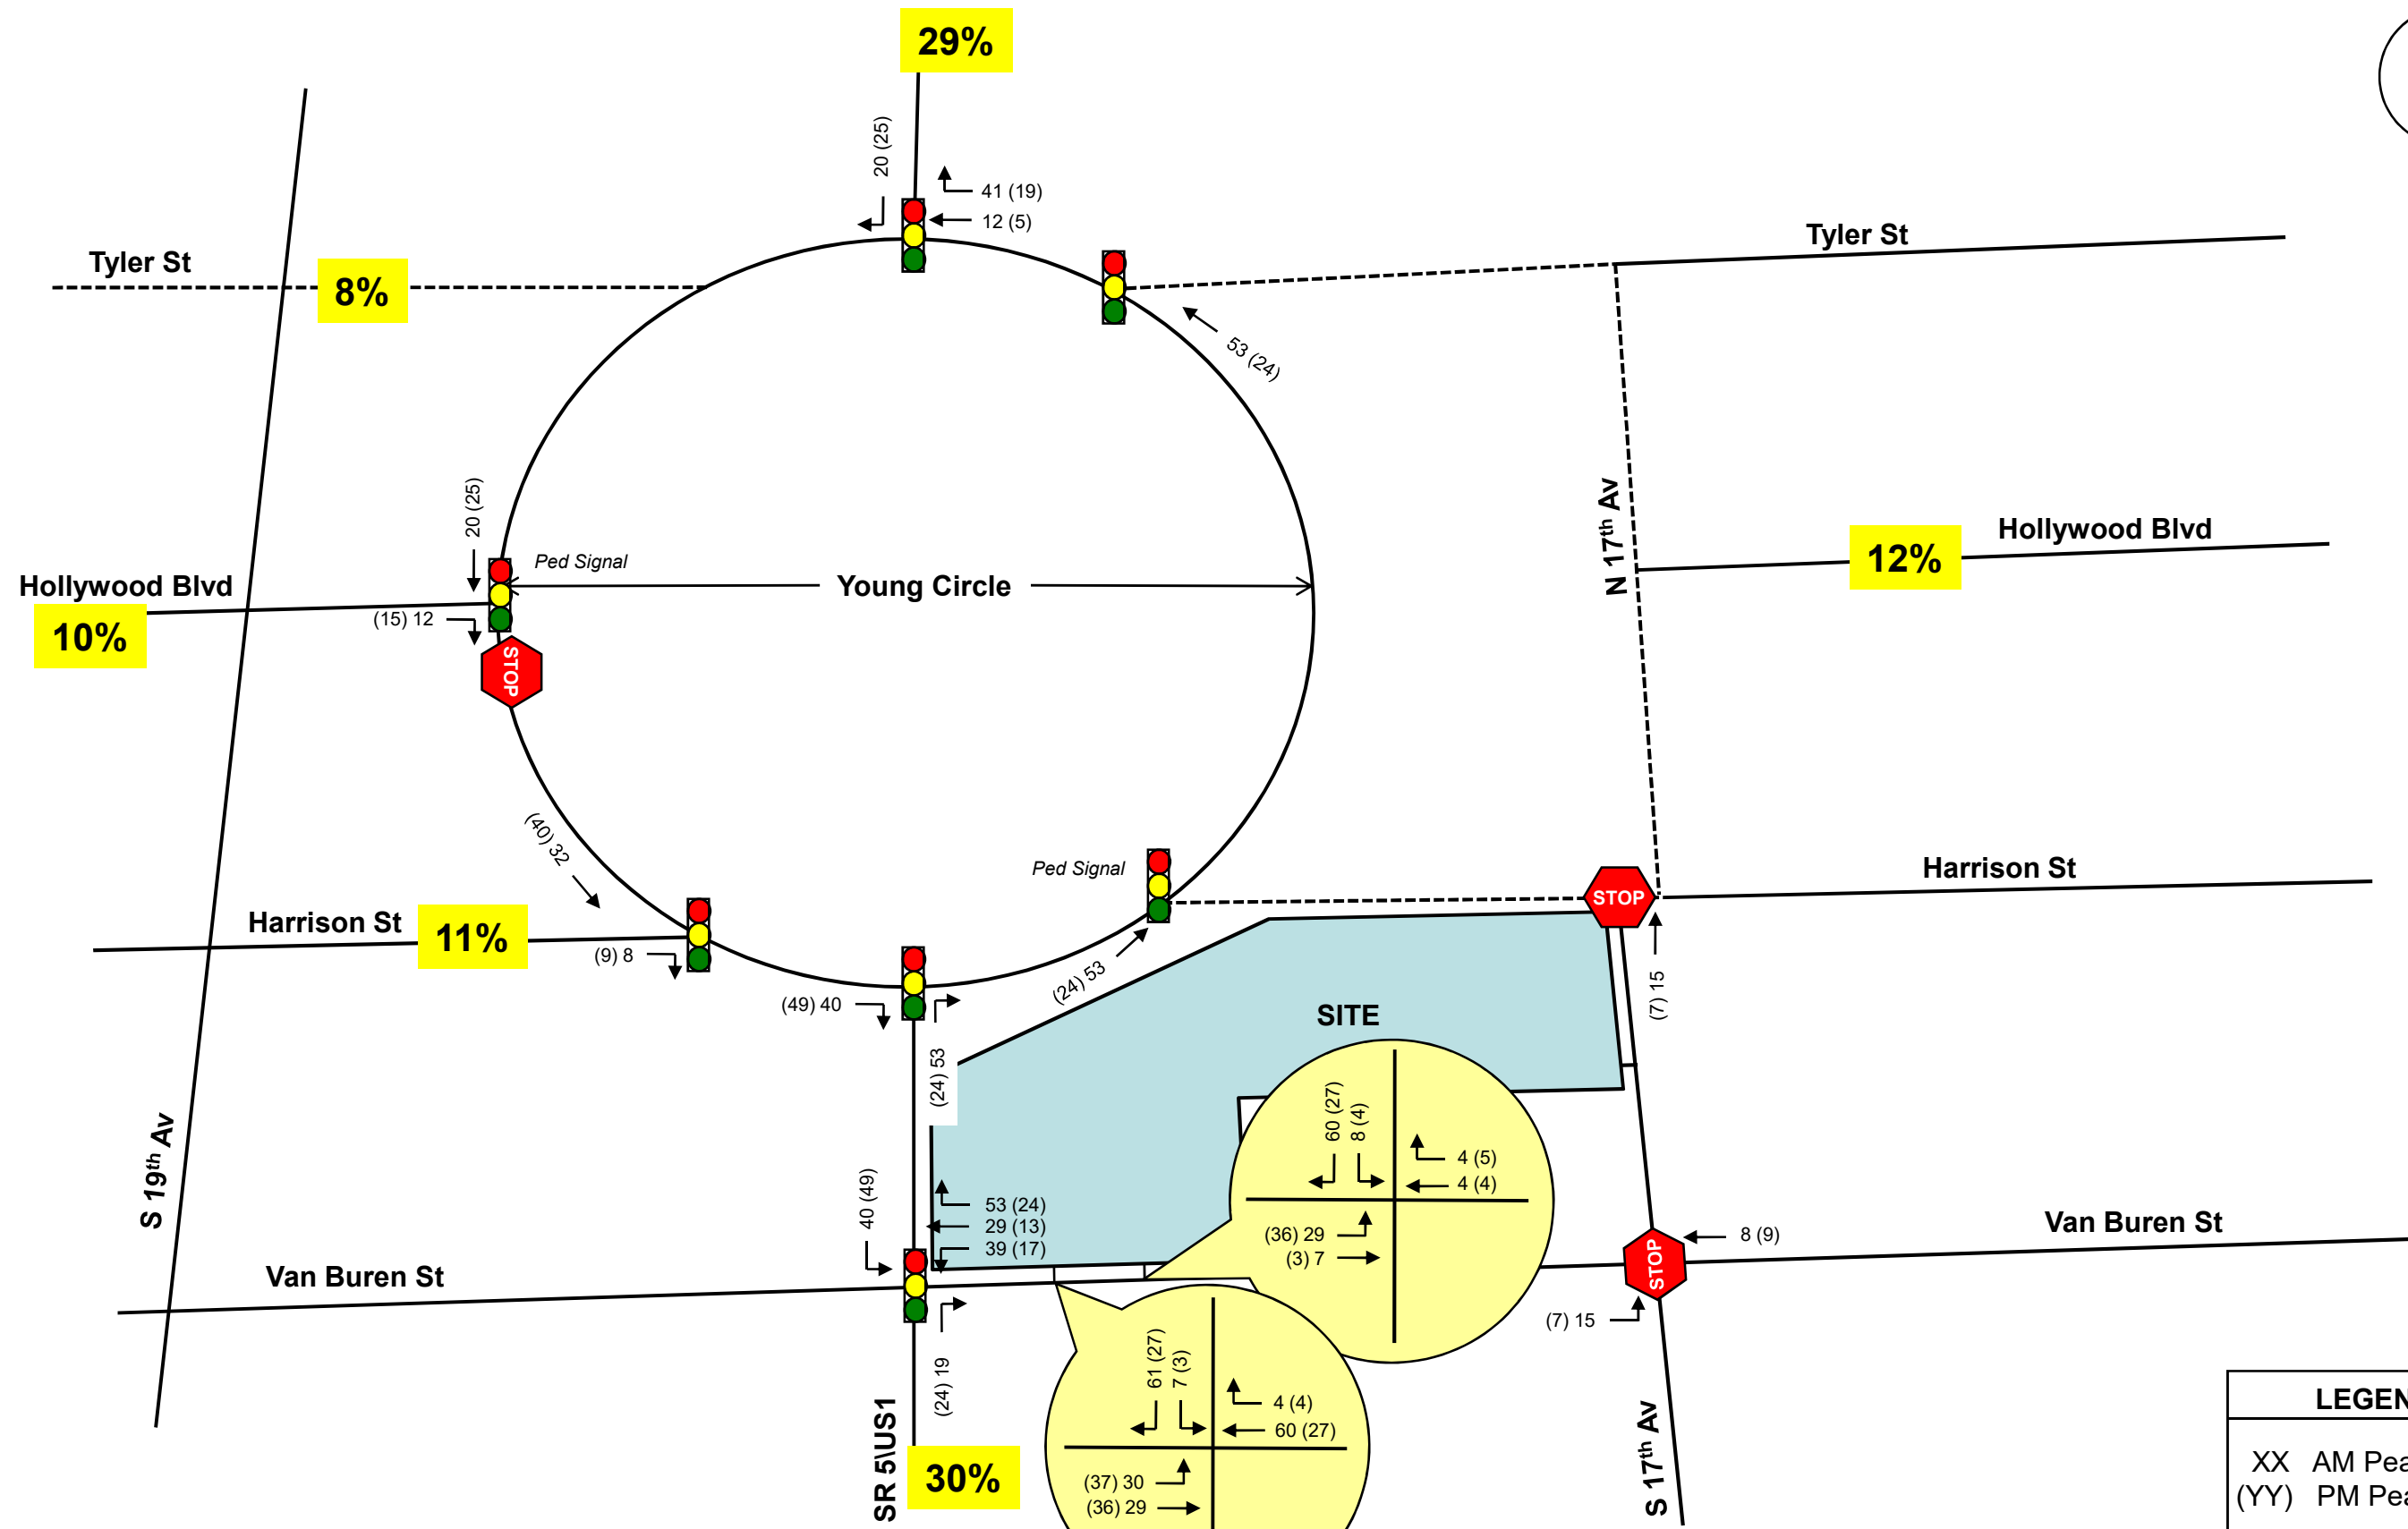 29%
20 (25)
41 (19)
12 (5)
Tyler St
8%
Tyler St
53 (24)
N 17th Av
Hollywood Blvd
12%
20 (25)
Ped Signal
Young Circle
Hollywood Blvd
10%
(15) 12
STOP
(40) 32
Ped Signal
Harrison St
STOP
Harrison St
11%
(9) 8
(49) 40
(24) 53
(24) 53
SITE
(7) 15
S 19th Av
60 (27)
8 (4)
4 (5)
4 (4)
(36) 29
(3) 7
40 (49)
53 (24)
29 (13)
39 (17)
Van Buren St
Van Buren St
8 (9)
STOP
(7) 15
(24) 19
61 (27)
7 (3)
4 (4)
60 (27)
(37) 30
(36) 29
SR 5\US1
30%
S 17th Av
LEGEN
XX AM Pea
(YY) PM Pea